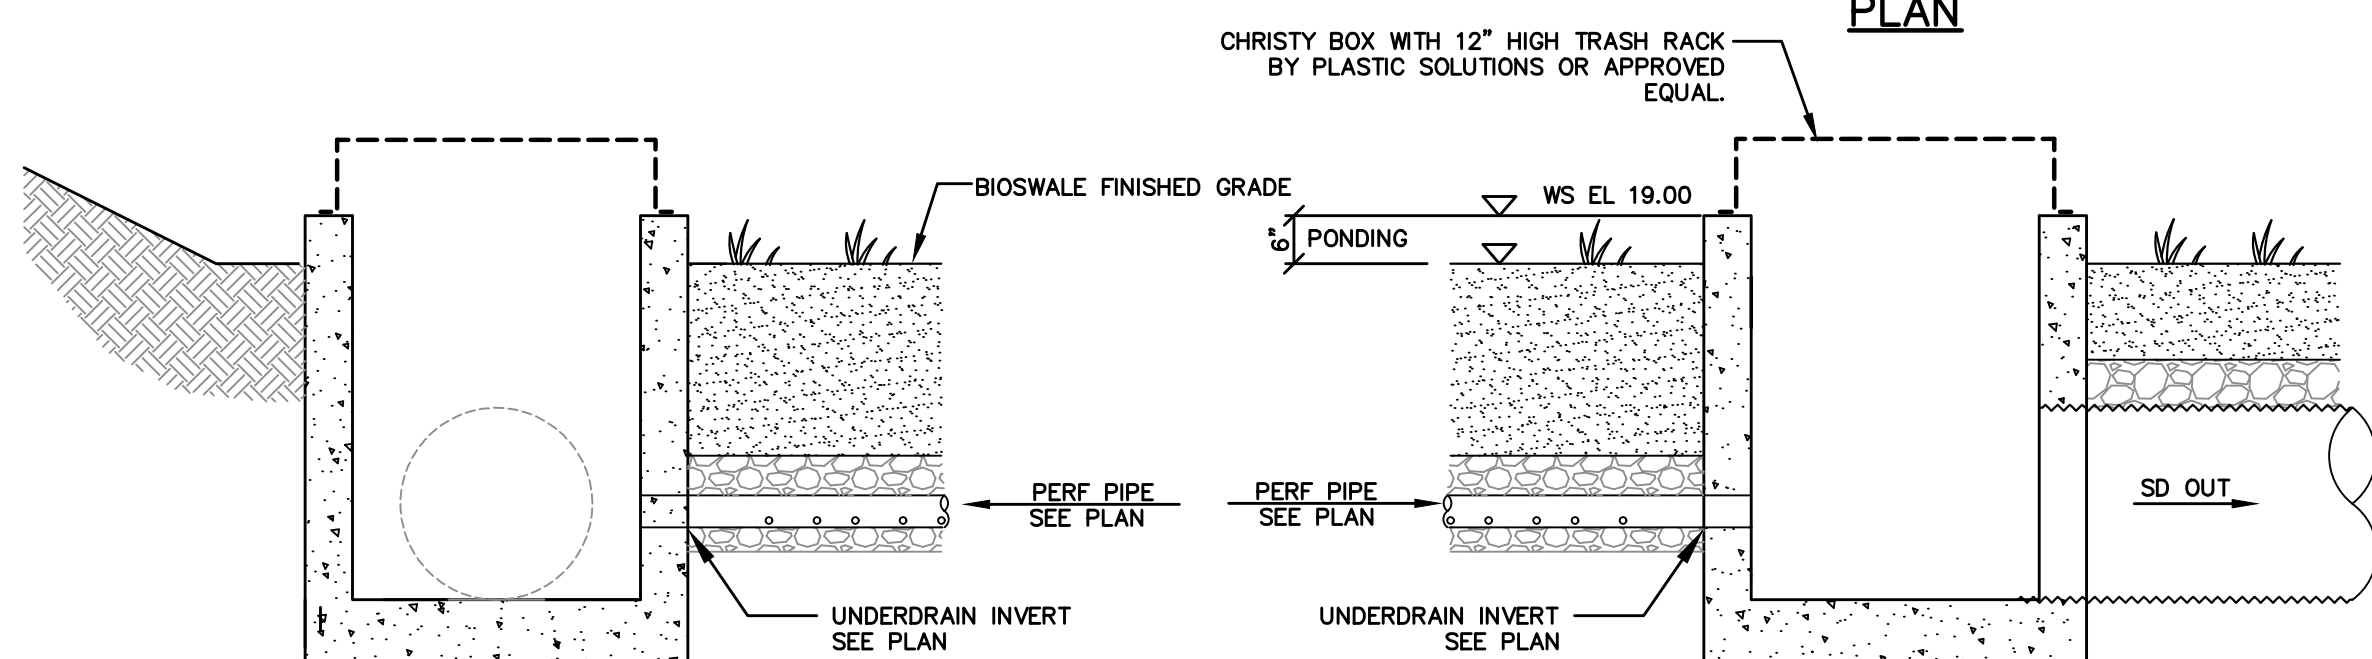 PLAN
CHRISTY BOX WITH 12" HIGH TRASH RACK
BY PLASTIC SOLUTIONS OR APPROVED
EQUAL.
BIOSWALE FINISHED GRADE
WS EL 19.00
6"
PONDING
PERF PIPE
SEE PLAN
PERF PIPE
SEE PLAN
SD OUT
UNDERDRAIN INVERT
SEE PLAN
UNDERDRAIN INVERT
SEE PLAN